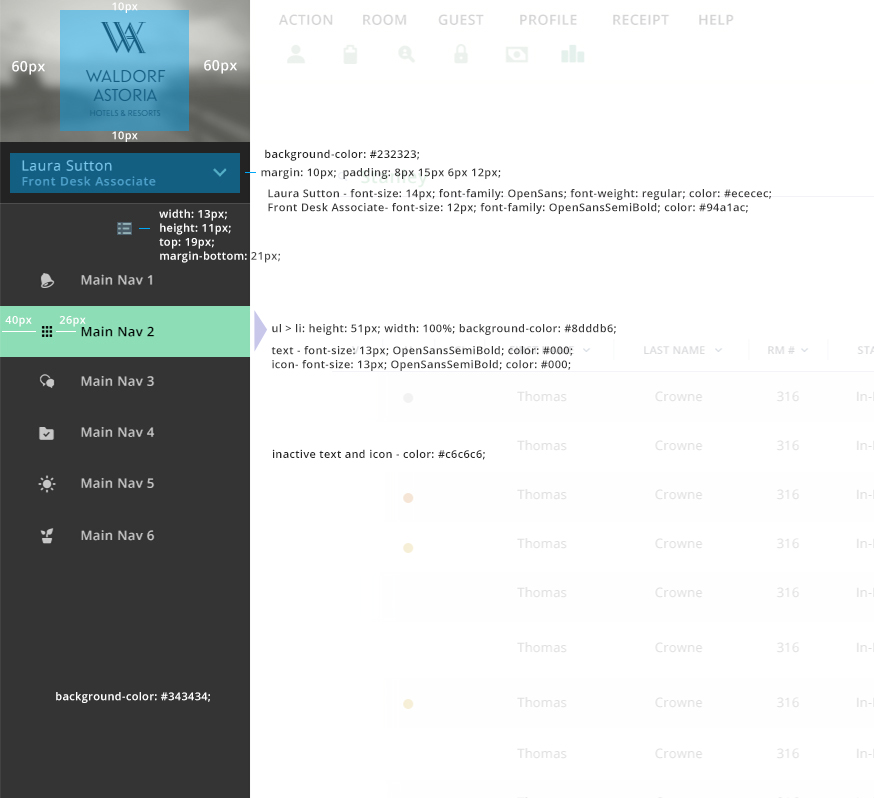 10px
ACTION ROOM GUEST PROFILE RECEIPT HELP
60px 60px
WALDORF
ASTORIA
HOTELS & RESORTS
10px
background-color: #232323;
Laura Sutton
Front Desk Associate
margin: 10px; padding: 8px 15px 6px 12px;
Laura Sutton - font-size: 14px; font-family: OpenSans; font-weight: regular; color: #ececec;
Front Desk Associate- font-size: 12px; font-family: OpenSansSemiBold; color: #94a1ac;
width: 13px;
height: 11px;
top: 19px;
margin-bottom: 21px;
Main Nav 1
40px 26px
Main Nav 2
ul > li: height: 51px; width: 100%; background-color: #8dddb6;
text - font-size: 13px; OpenSansSemiBold; color: #000;
icon- font-size: 13px; OpenSansSemiBold; color: #000;
LAST NAME RM # STA
Main Nav 3
Thomas Crowne 316 In-
Main Nav 4
Thomas Crowne 316 In-
inactive text and icon - color: #c6c6c6;
Main Nav 5
Thomas Crowne 316 In-
Main Nav 6
Thomas Crowne 316 In-
Thomas Crowne 316 In-
Thomas Crowne 316 In-
background-color: #343434;
Thomas Crowne 316 In-
Thomas Crowne 316 In-